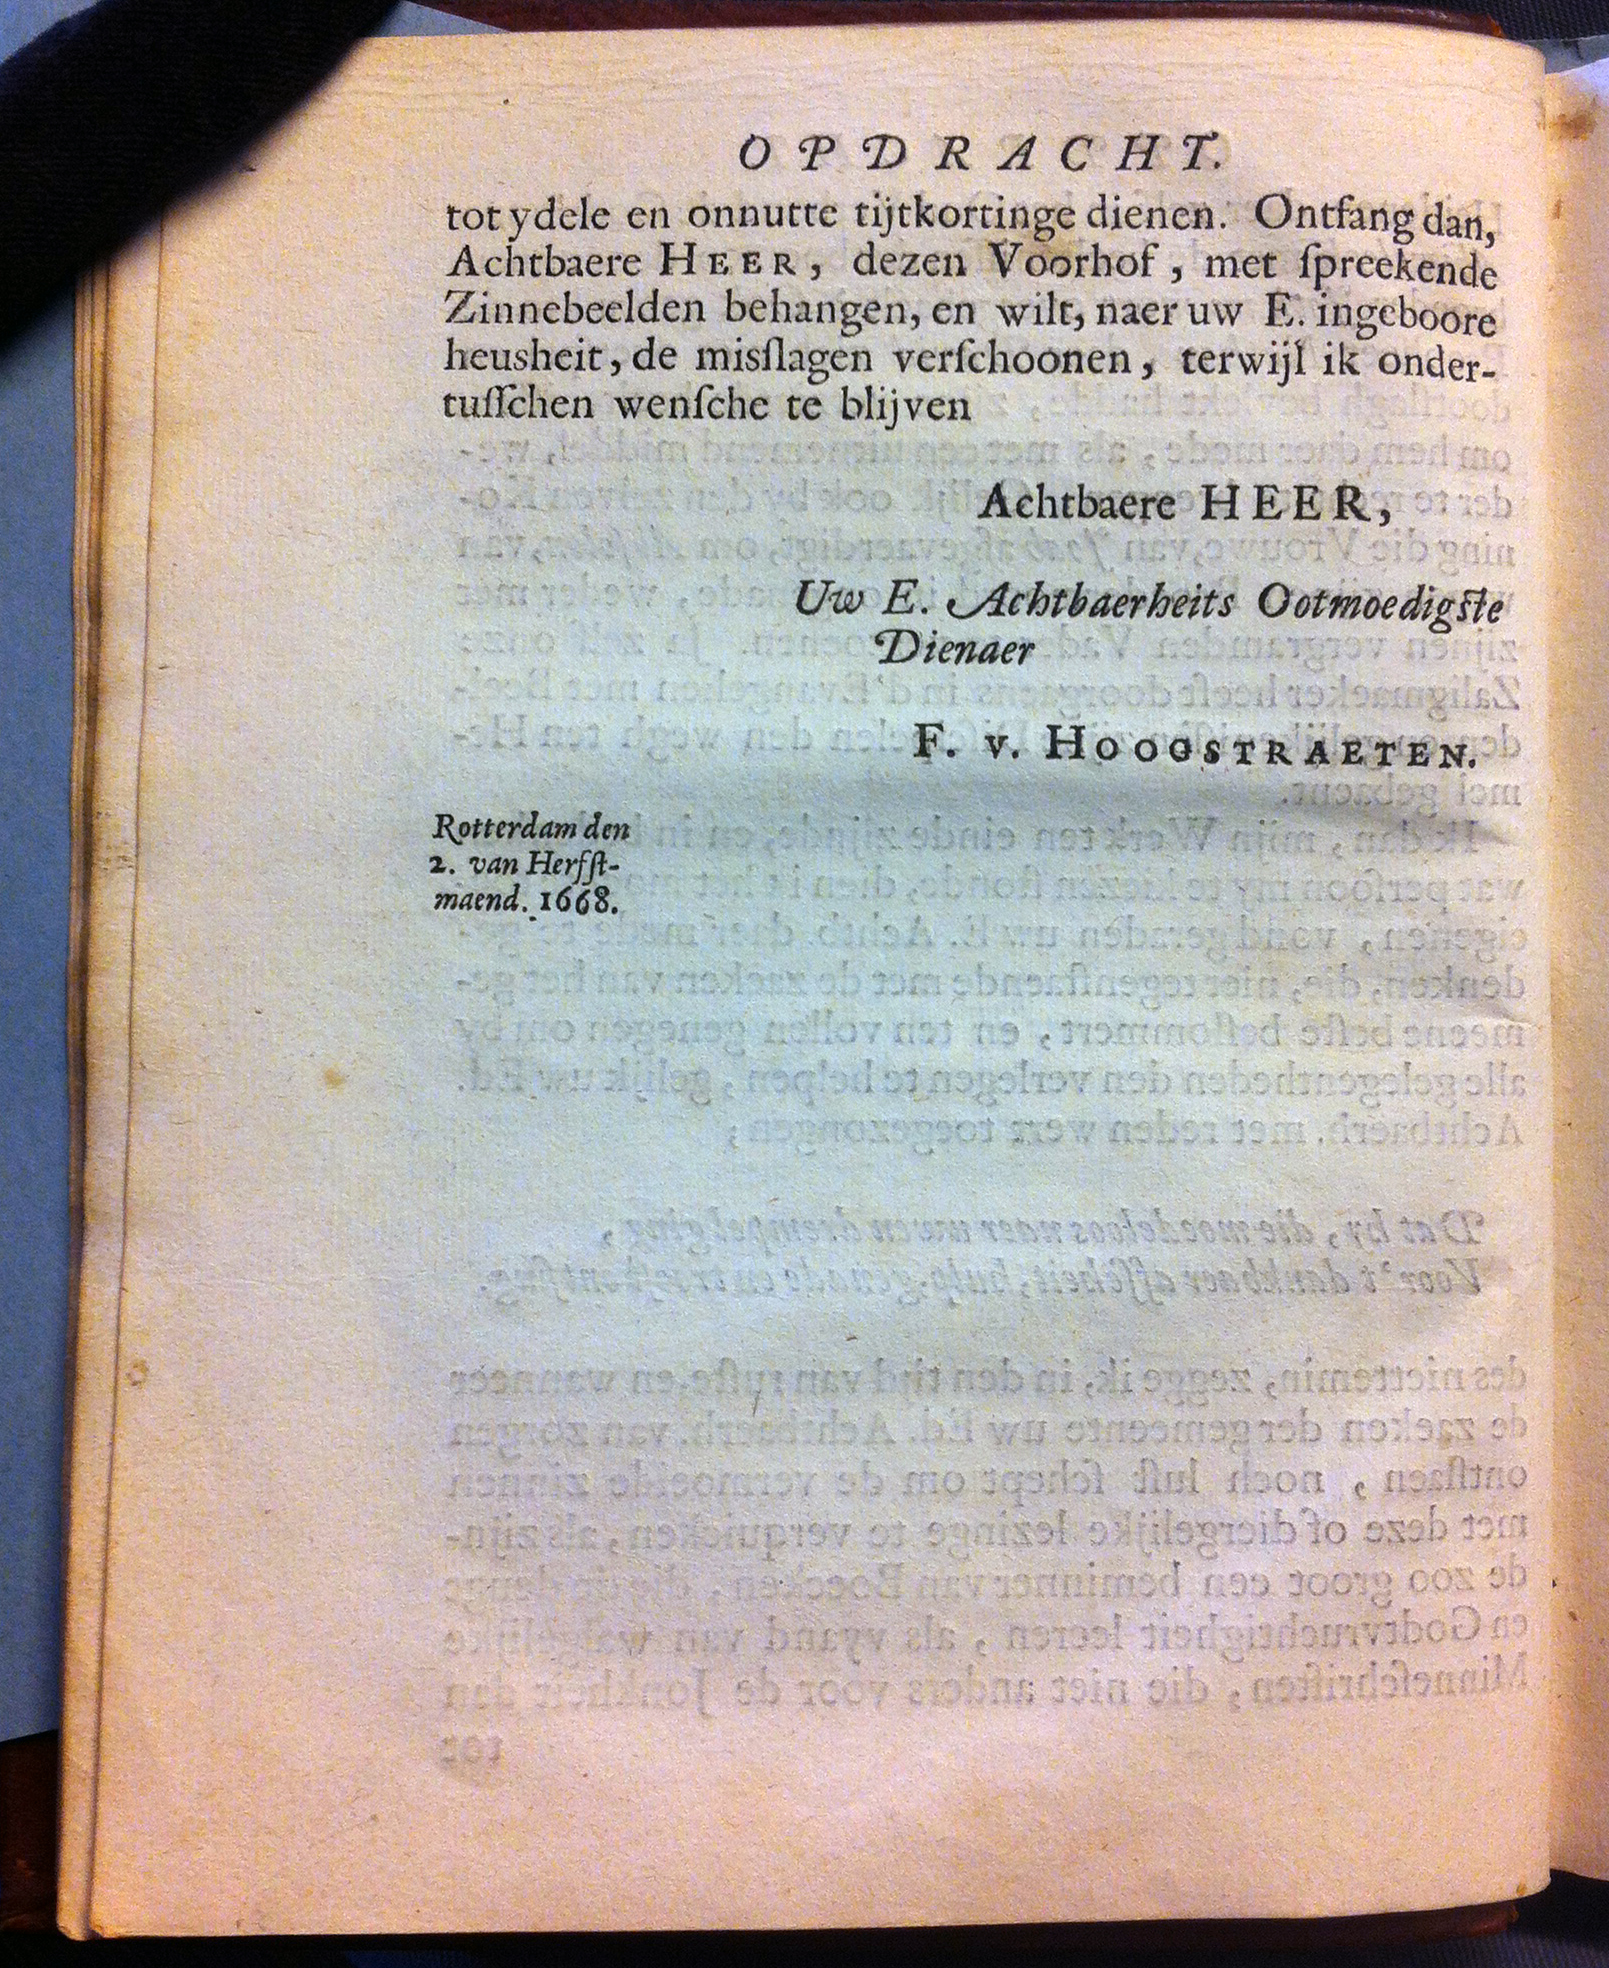 OPDRACHT.
tot ydele en onnutte tijtkortinge dienen. Ontfang dan,
Achtbaere HEER, dezen Voorhof, met ſpreekende
Zinnebeelden behangen, en wilt, naer uw E. ingeboore
heusheit, de misſlagen verſchoonen, terwijl ik onder-
tuſſchen wenſche te blijven
Achtbaere HEER,
Uw E. Achtbaerheits Ootmoedigſte
Dienaer
F. v. HOOGSTRAETEN.
Rotterdam den
2. van Herfſt-
maend. 1668.